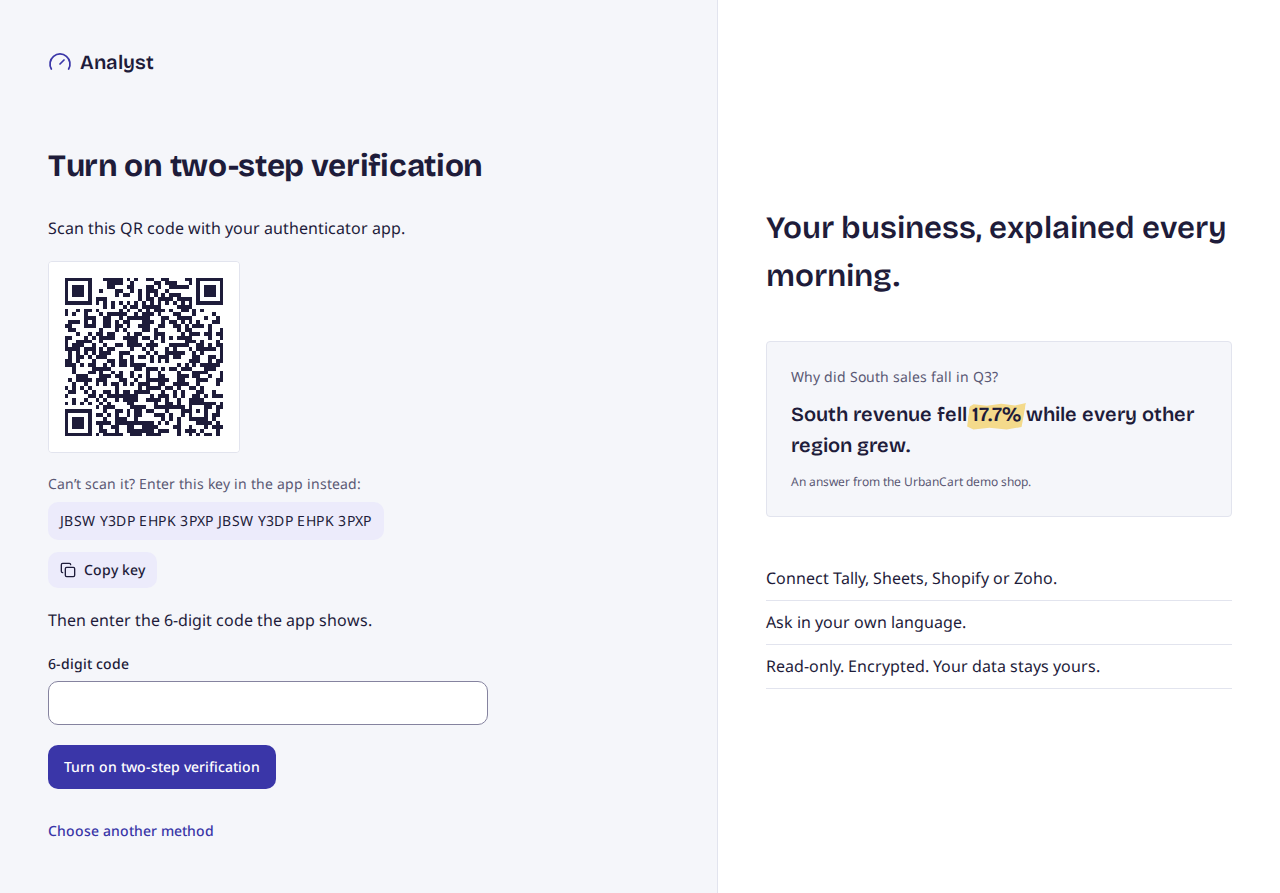 Analyst
Turn on two-step verification
Scan this QR code with your authenticator app.
Can't scan it? Enter this key in the app instead:
JBSW Y3DP EHPK 3PXP JBSW Y3DP EHPK 3PXP
Copy key
Then enter the 6-digit code the app shows.
6-digit code
Turn on two-step verification
Choose another method
Your business, explained every
morning.
Why did South sales fall in Q3?
South revenue fell 17.7% while every other
region grew.
An answer from the UrbanCart demo shop.
Connect Tally, Sheets, Shopify or Zoho.
Ask in your own language.
Read-only. Encrypted. Your data stays yours.